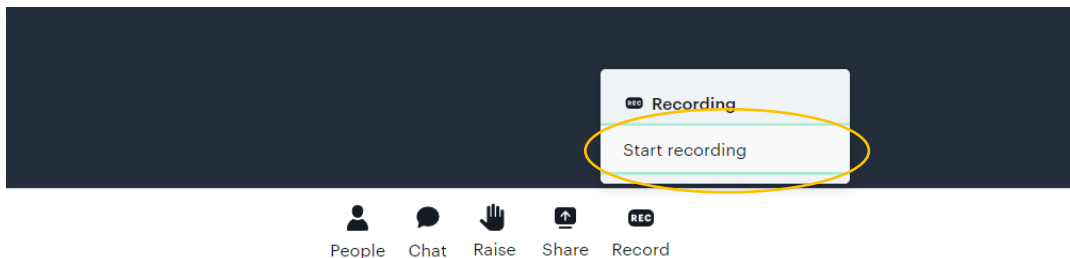 REC Recording
Start recording
REC
People Chat Raise Share Record